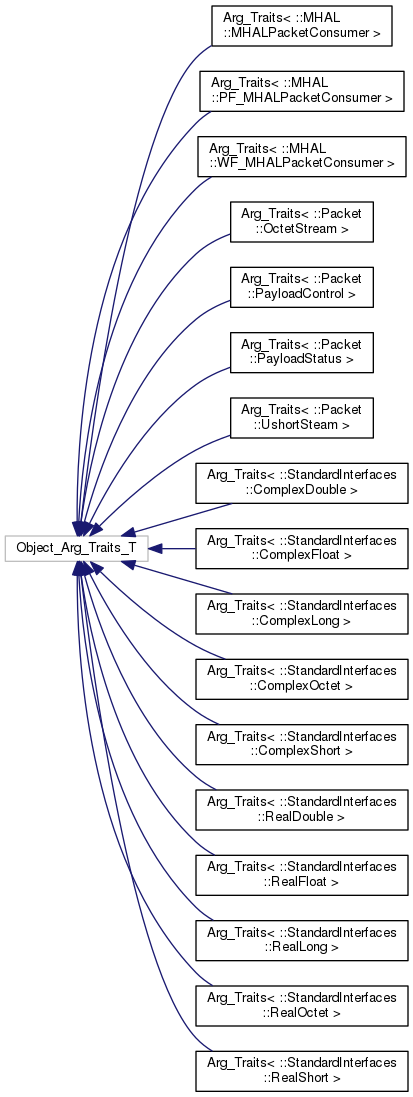 Arg_Traits< ::MHAL
::MHALPacketConsumer >
Arg_Traits< ::MHAL
::PF_MHALPacketConsumer >
Arg_Traits< ::MHAL
::WF_MHALPacketConsumer >
Arg_Traits< ::Packet
::OctetStream >
Arg_Traits< ::Packet
::PayloadControl >
Arg_Traits< ::Packet
::PayloadStatus >
Arg_Traits< ::Packet
::UshortSteam >
Arg_Traits< ::StandardInterfaces
::ComplexDouble >
Object_Arg_Traits_T
Arg_Traits< ::StandardInterfaces
::ComplexFloat >
Arg_Traits< ::StandardInterfaces
::ComplexLong >
Arg_Traits< ::StandardInterfaces
::ComplexOctet >
Arg_Traits< ::StandardInterfaces
::ComplexShort >
Arg_Traits< ::StandardInterfaces
::RealDouble >
Arg_Traits< ::StandardInterfaces
::RealFloat >
Arg_Traits< ::StandardInterfaces
::RealLong >
Arg_Traits< ::StandardInterfaces
::RealOctet >
Arg_Traits< ::StandardInterfaces
::RealShort >